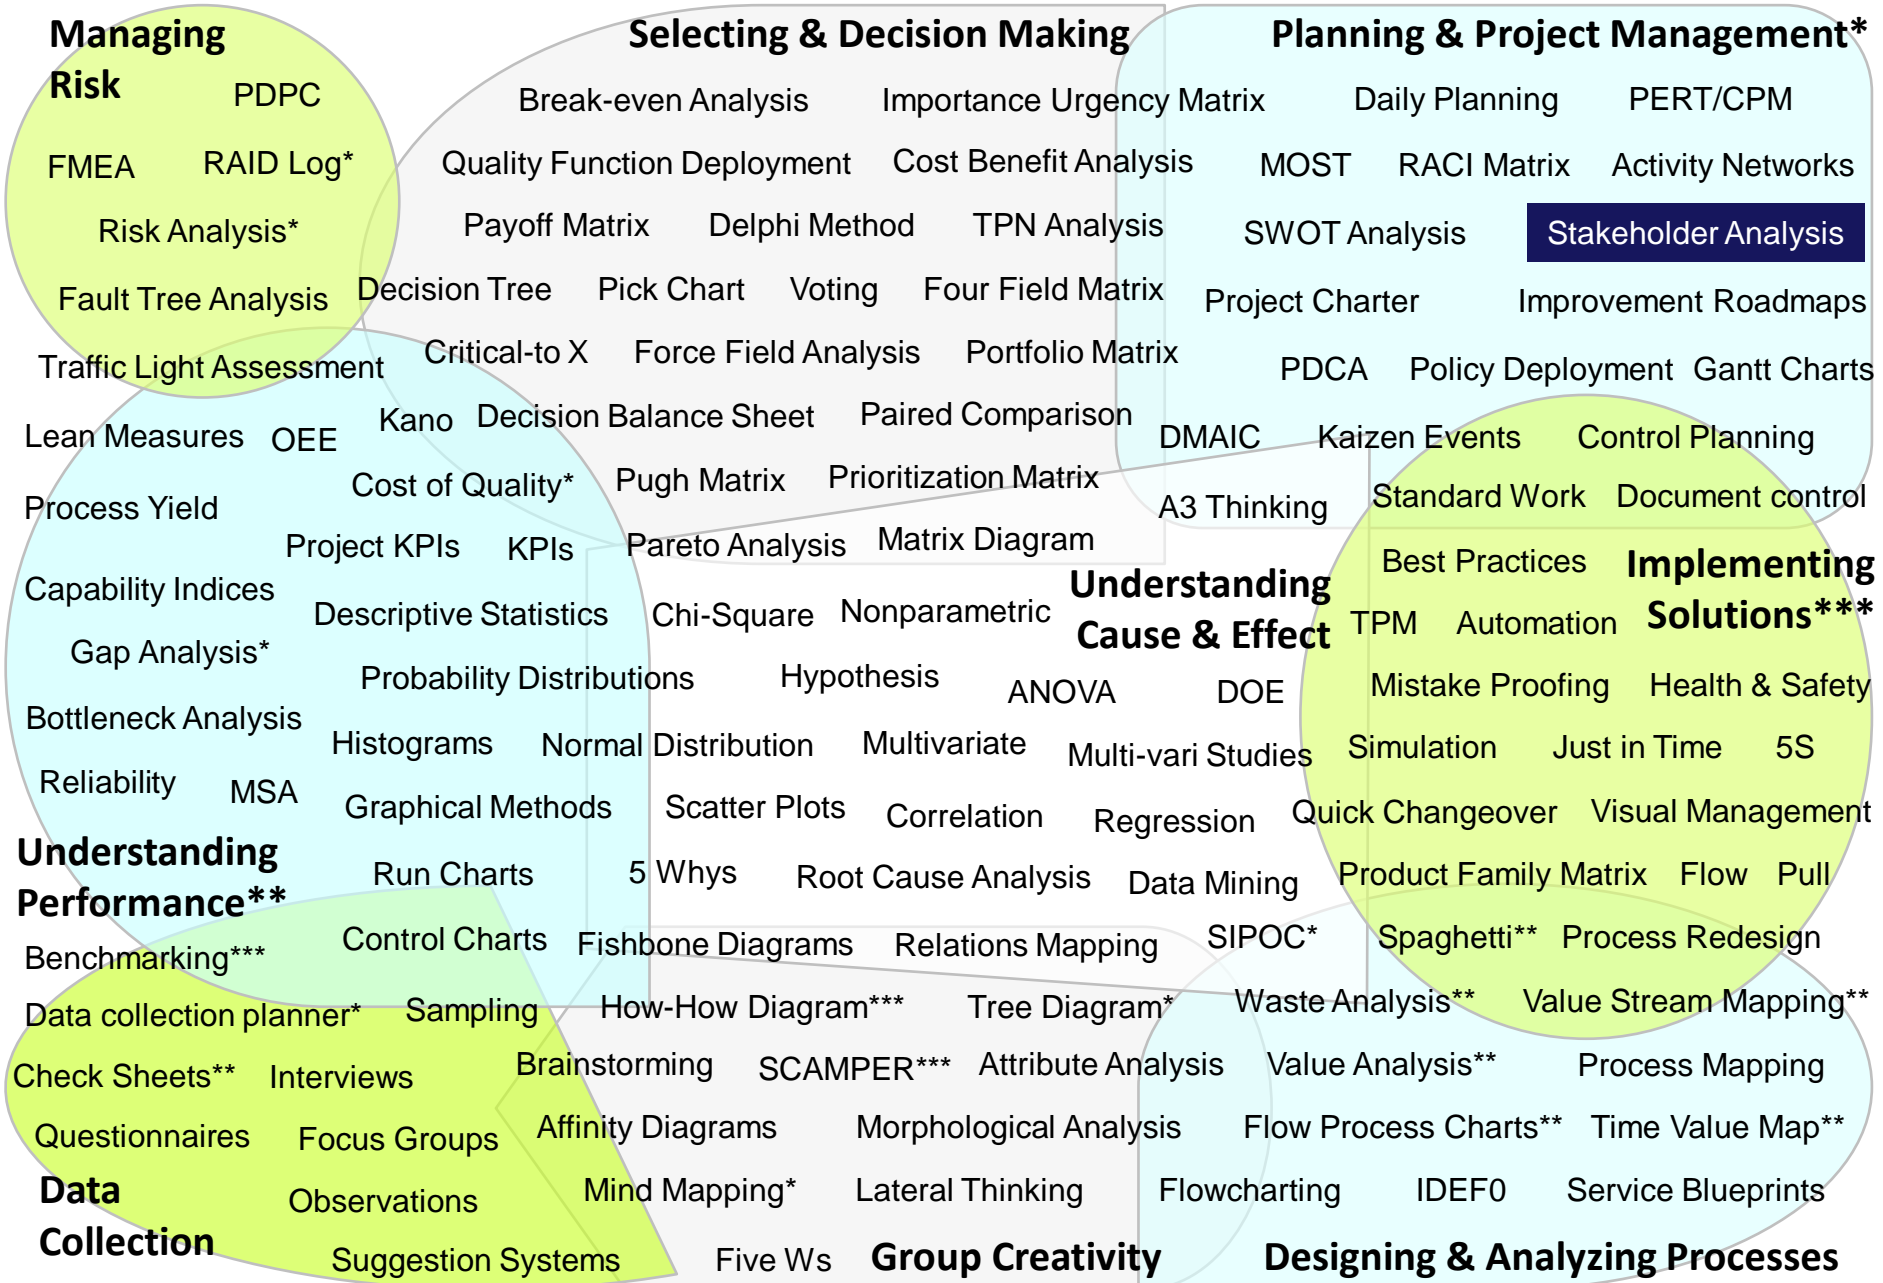 Managing
Risk
Selecting & Decision Making
Planning & Project Management*
PDPC
Break-even Analysis
Importance Urgency Matrix
Daily Planning
PERT/CPM
FMEA
RAID Log*
Quality Function Deployment
Cost Benefit Analysis
MOST
RACI Matrix
Activity Networks
Risk Analysis*
Payoff Matrix
Delphi Method
TPN Analysis
SWOT Analysis
Stakeholder Analysis
Fault Tree Analysis
Decision Tree
Pick Chart
Voting
Four Field Matrix
Project Charter
Improvement Roadmaps
Traffic Light Assessment
Critical-to X
Force Field Analysis
Portfolio Matrix
PDCA
Policy Deployment
Gantt Charts
Lean Measures
OEE
Kano
Decision Balance Sheet
Paired Comparison
DMAIC
Kaizen Events
Control Planning
Cost of Quality*
Pugh Matrix
Prioritization Matrix
A3 Thinking
Standard Work
Document control
Process Yield
Project KPIs
KPIs
Pareto Analysis
Matrix Diagram
Best Practices
Implementing
Solutions***
Capability Indices
Descriptive Statistics
Chi-Square
Nonparametric
Understanding
Cause & Effect
TPM
Automation
Gap Analysis*
Probability Distributions
Hypothesis
ANOVA
DOE
Mistake Proofing
Health & Safety
Bottleneck Analysis
Histograms
Normal Distribution
Multivariate
Multi-vari Studies
Simulation
Just in Time
5S
Reliability
MSA
Graphical Methods
Scatter Plots
Correlation
Regression
Quick Changeover
Visual Management
Understanding
Performance**
Run Charts
5 Whys
Root Cause Analysis
Data Mining
Product Family Matrix
Flow
Pull
Benchmarking***
Control Charts
Fishbone Diagrams
Relations Mapping
SIPOC*
Spaghetti**
Process Redesign
Data collection planner*
Sampling
How-How Diagram***
Tree Diagram*
Waste Analysis**
Value Stream Mapping**
Check Sheets**
Interviews
Brainstorming
SCAMPER***
Attribute Analysis
Value Analysis**
Process Mapping
Questionnaires
Focus Groups
Affinity Diagrams
Morphological Analysis
Flow Process Charts**
Time Value Map**
Data
Collection
Observations
Mind Mapping*
Lateral Thinking
Flowcharting
IDEF0
Service Blueprints
Suggestion Systems
Five Ws
Group Creativity
Designing & Analyzing Processes